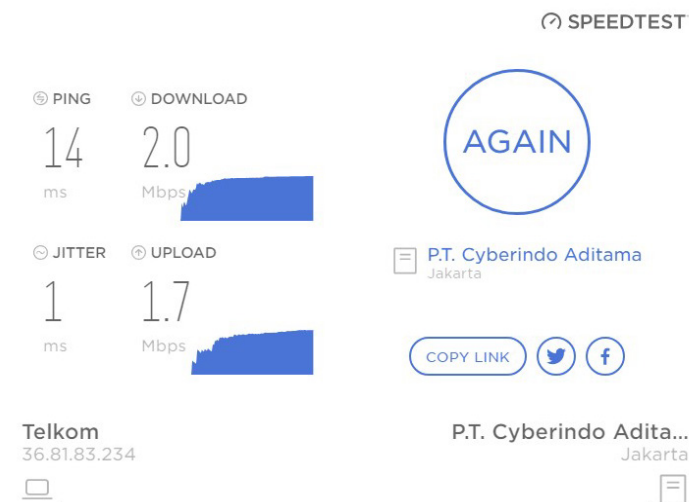 SPEEDTEST
PING
DOWNLOAD
14
2.0
ms
Mbps
AGAIN
JITTER
UPLOAD
1
1.7
ms
Mbps
P.T. Cyberindo Aditama
Jakarta
COPY LINK
Telkom
36.81.83.234
P.T. Cyberindo Adita...
Jakarta